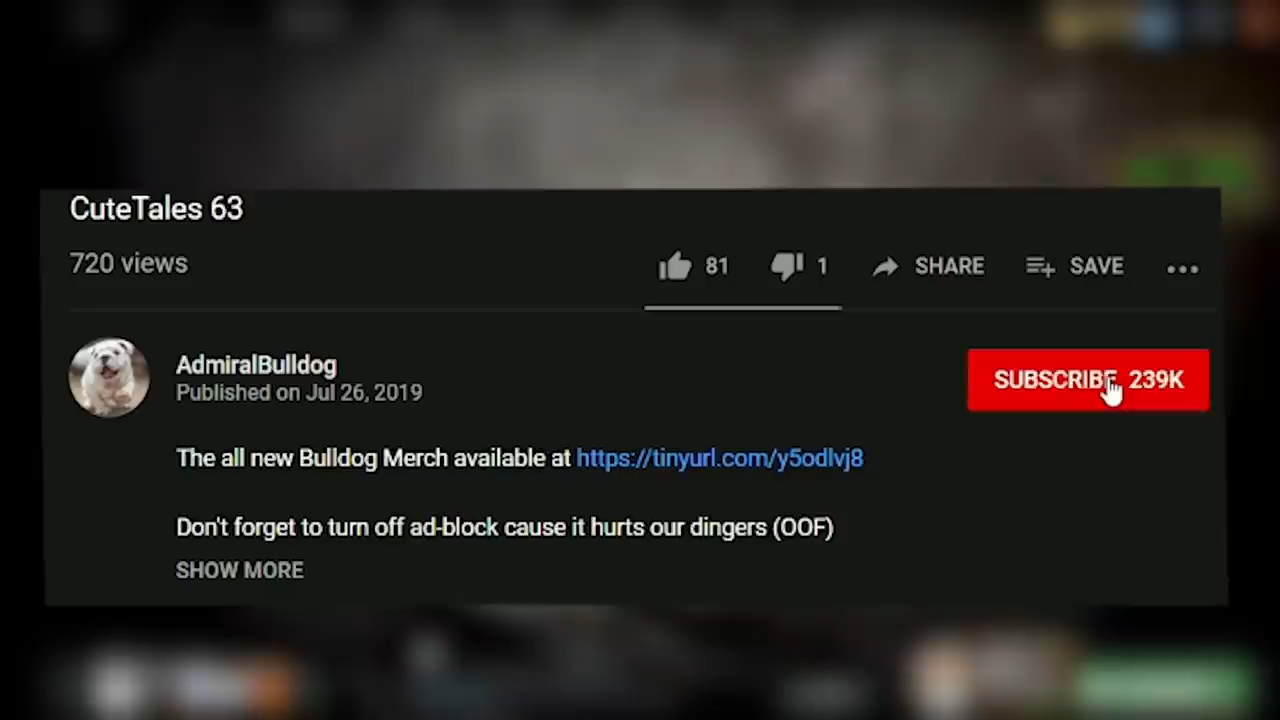 CuteTales 63
720 views
81 1 SHARE SAVE
AdmiralBulldog
Published on Jul 26, 2019
SUBSCRIBE 239K
The all new Bulldog Merch available at https://tinyurl.com/y5odlvj8
Don't forget to turn off ad-block cause it hurts our dingers (OOF)
SHOW MORE